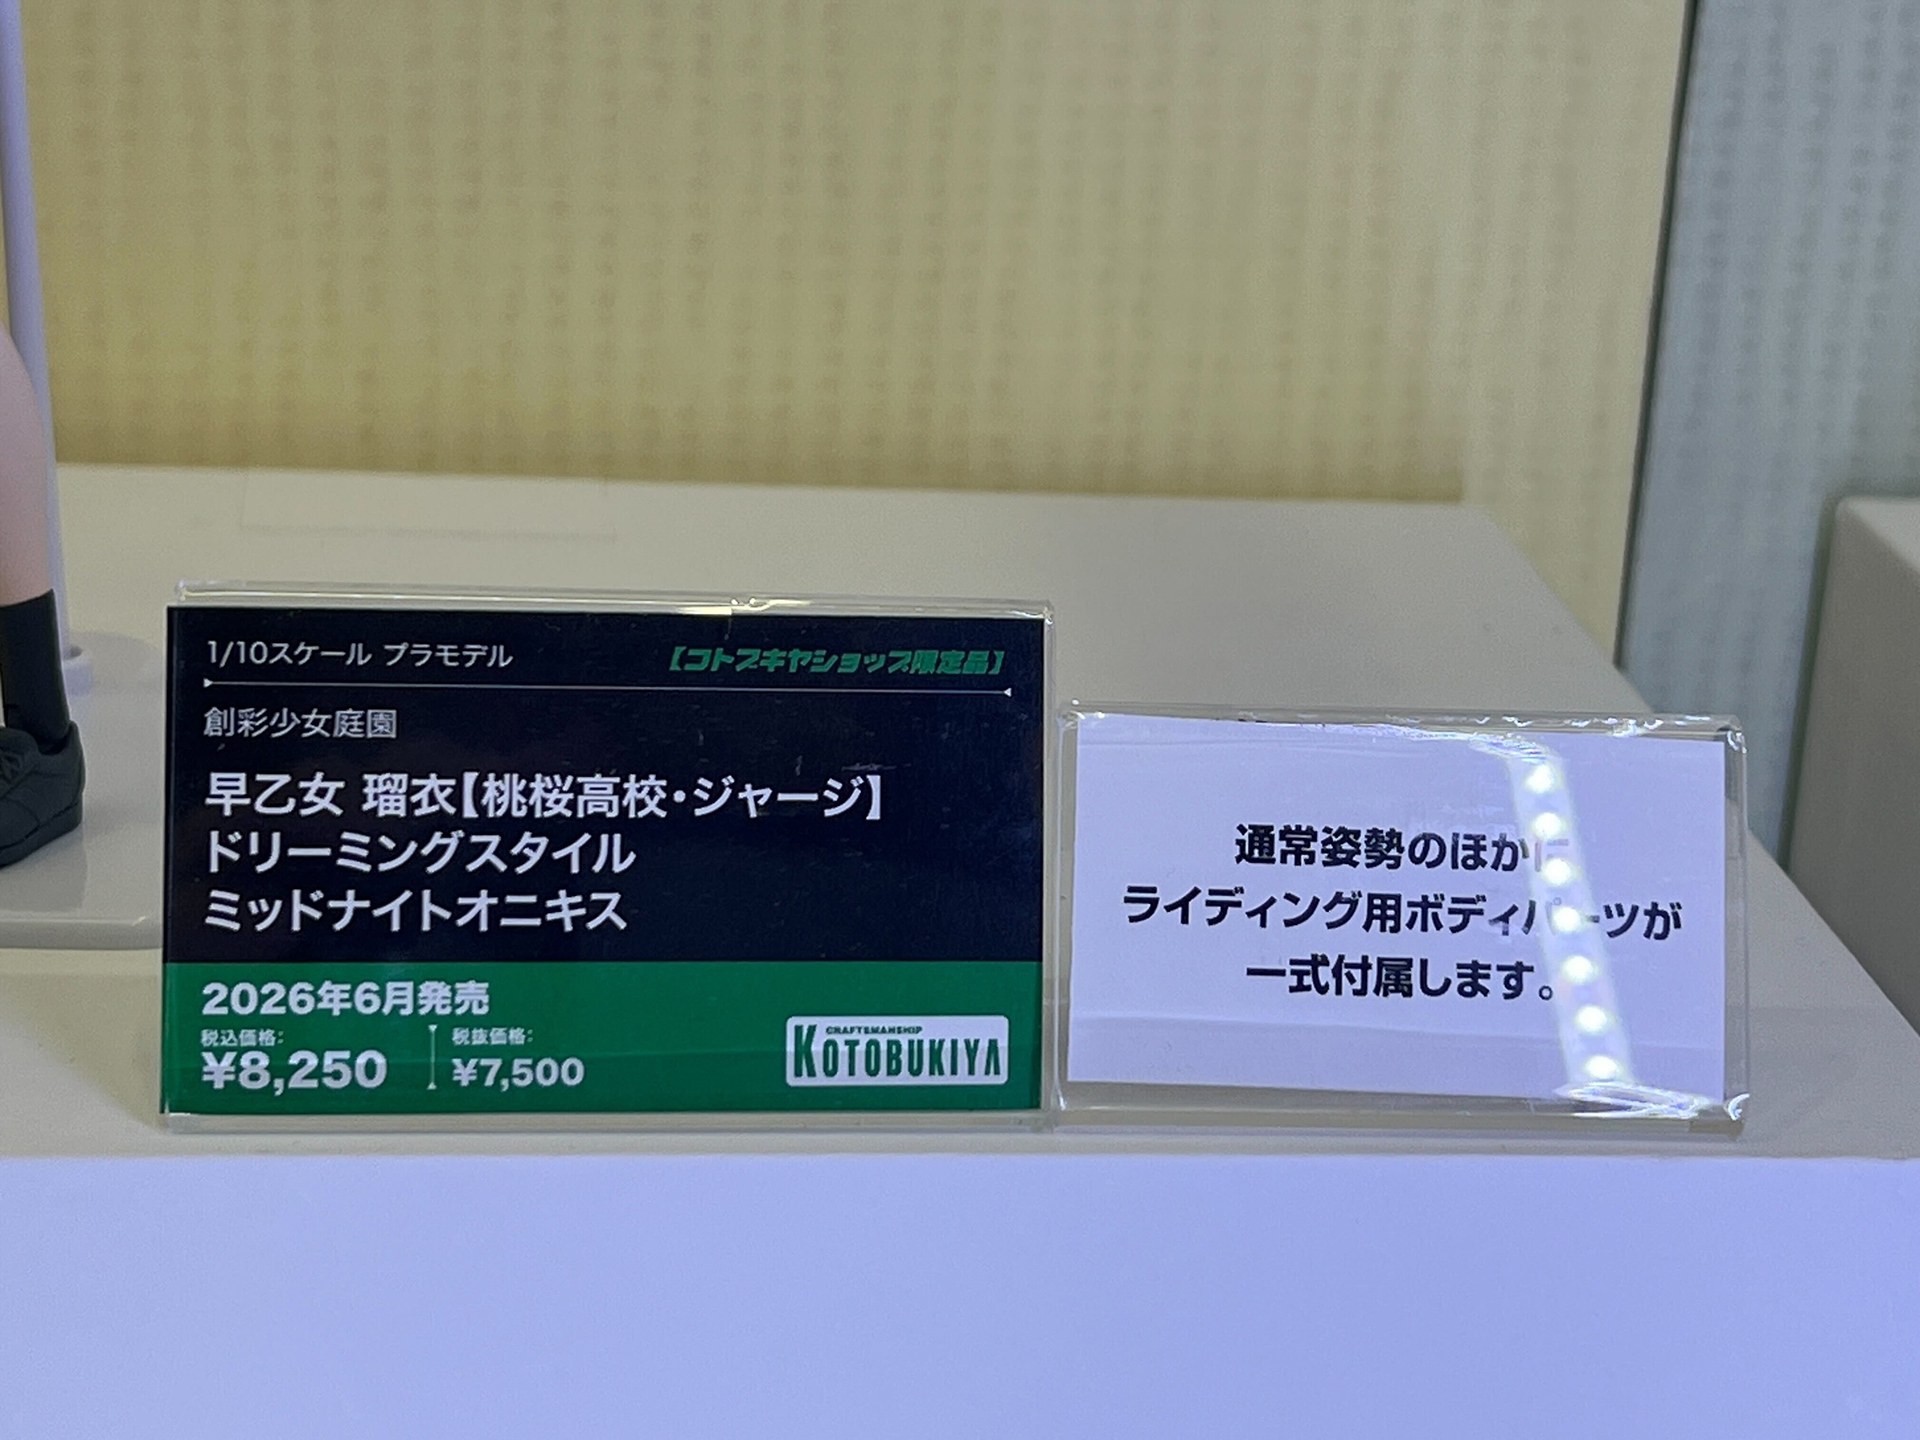 1/10スケール プラモデル
【コトブキヤショップ限定品】
創彩少女庭園
早乙女 瑠衣【桃桜高校・ジャージ】
ドリーミングスタイル
ミッドナイトオニキス
2026年6月発売
税込価格:
¥8,250
税抜価格:
¥7,500
CRAFTSMANSHIP
KOTOBUKIYA
通常姿勢のほかに
ライディング用ボディパーツが
一式付属します。